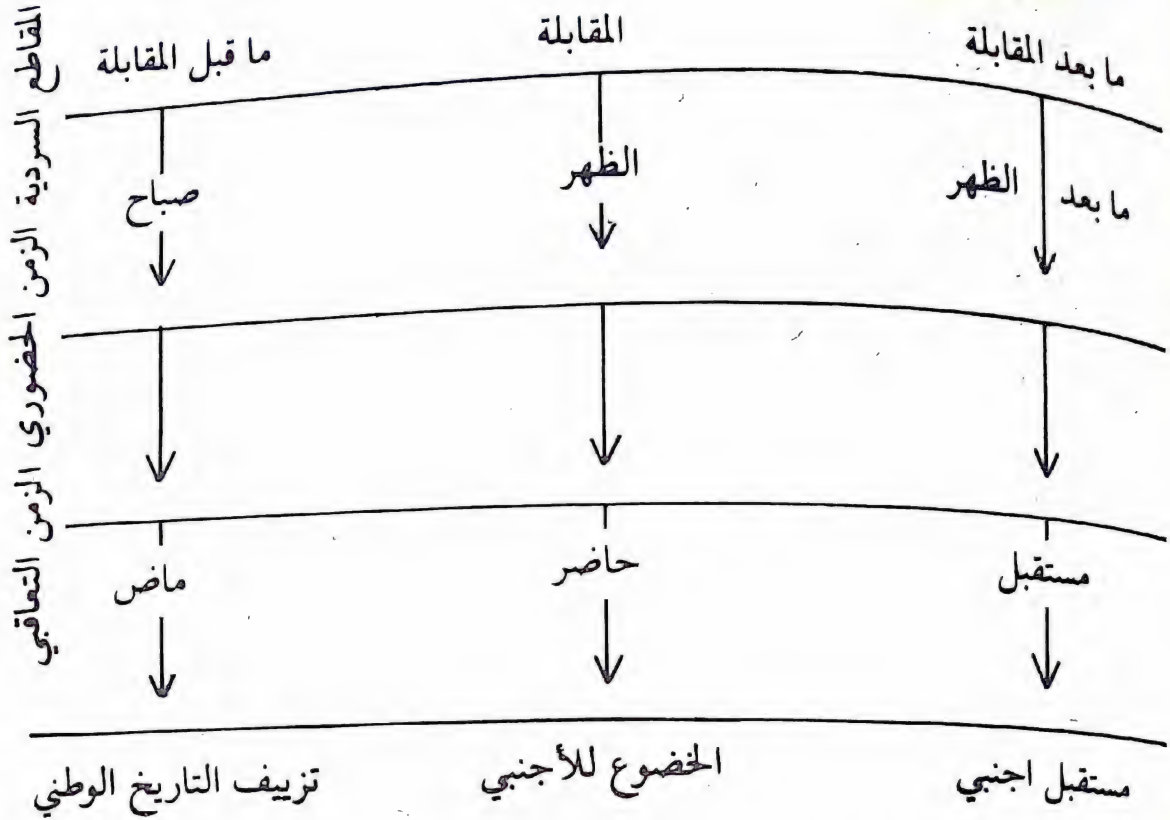 ما بعد المقابلة
المقابلة
ما قبل المقابلة
ما بعد الظهر
الظهر
صباح
مستقبل
حاضر
ماض
مستقبل اجنبي
الخضوع للأجنبي
تزييف التاريخ الوطني
المقاطع السردية الزمن الحضوري الزمن التعاقبي